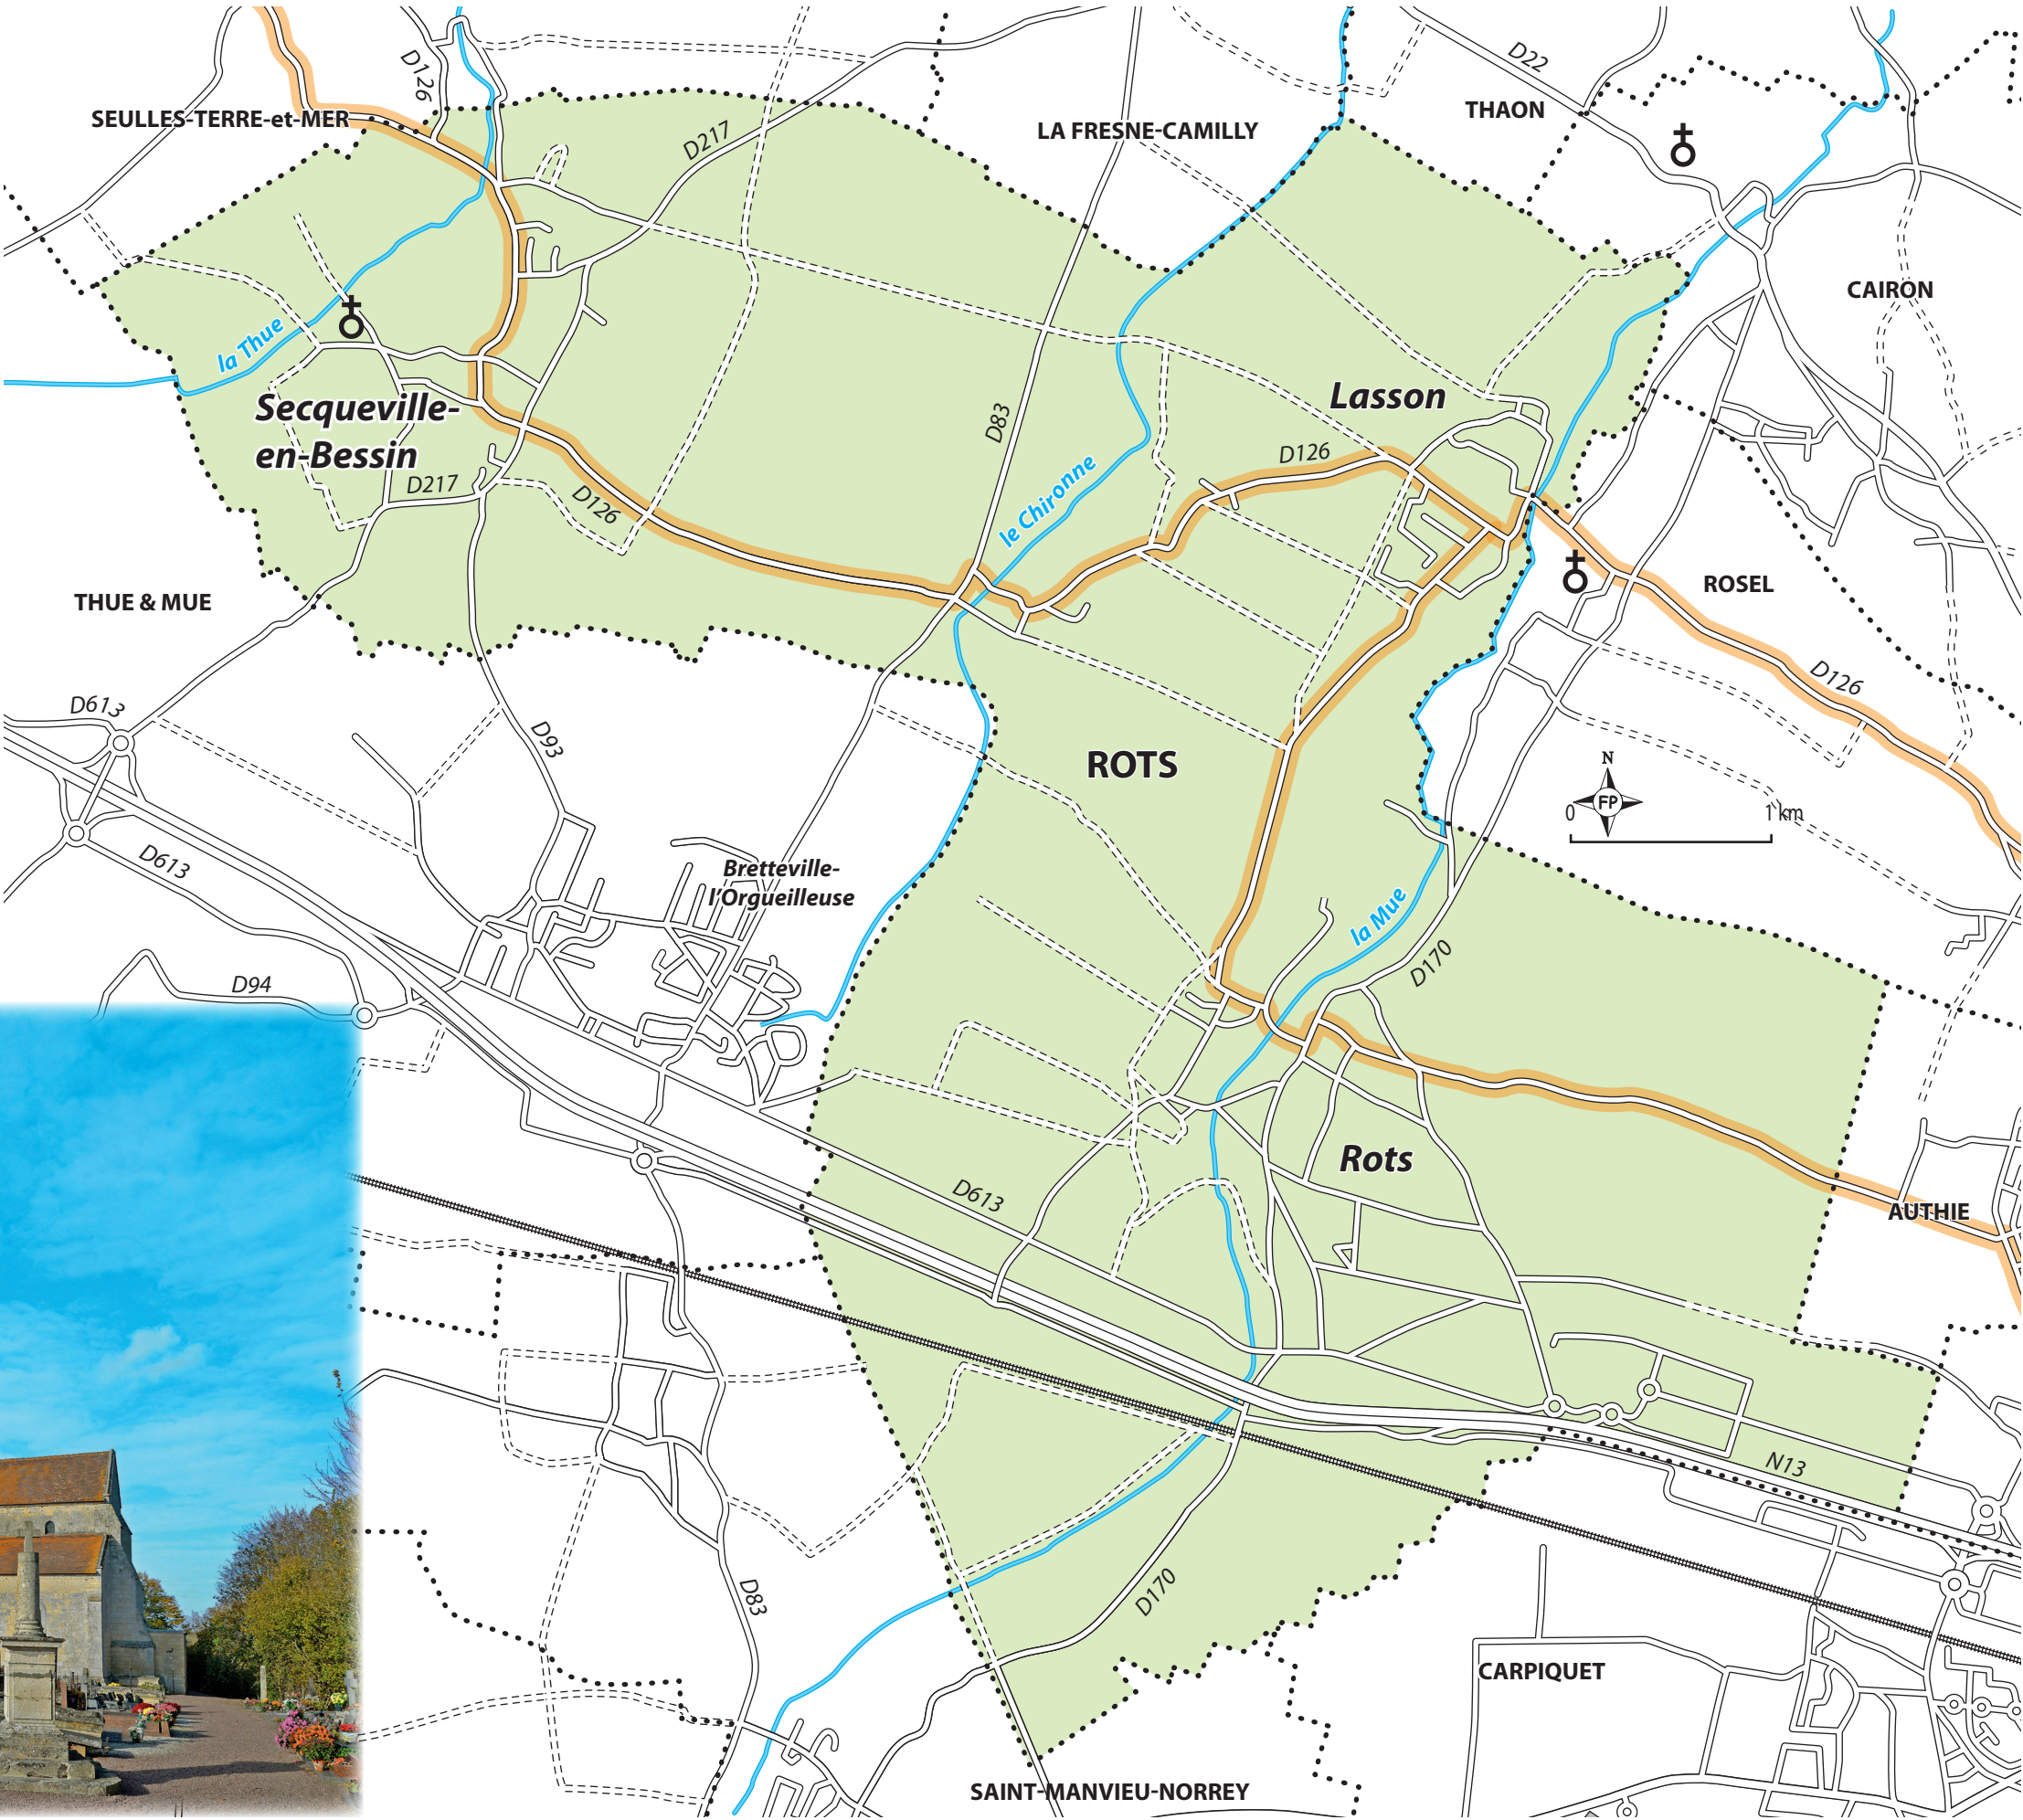 D22
D126
THAON
SEULLES-TERRE-et-MER
LA FRESNE-CAMILLY
D217
CAIRON
la Thue
Lasson
Secqueville-
en-Bessin
D83
D126
D217
le Chironne
D126
ROSEL
THUE & MUE
D126
D613
D93
ROTS
N
FP
0
1 km
D613
Bretteville-
l'Orgueilleuse
la Mue
D170
D94
Rots
D613
AUTHIE
N13
D83
D170
CARPIQUET
SAINT-MANVIEU-NORREY